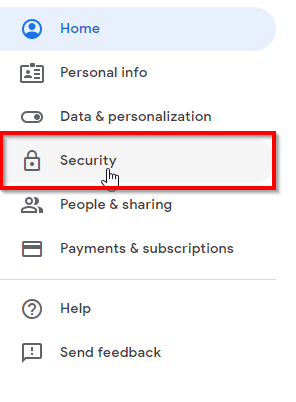 Home
Personal info
Data & personalization
Security
People & sharing
Payments & subscriptions
Help
Send feedback